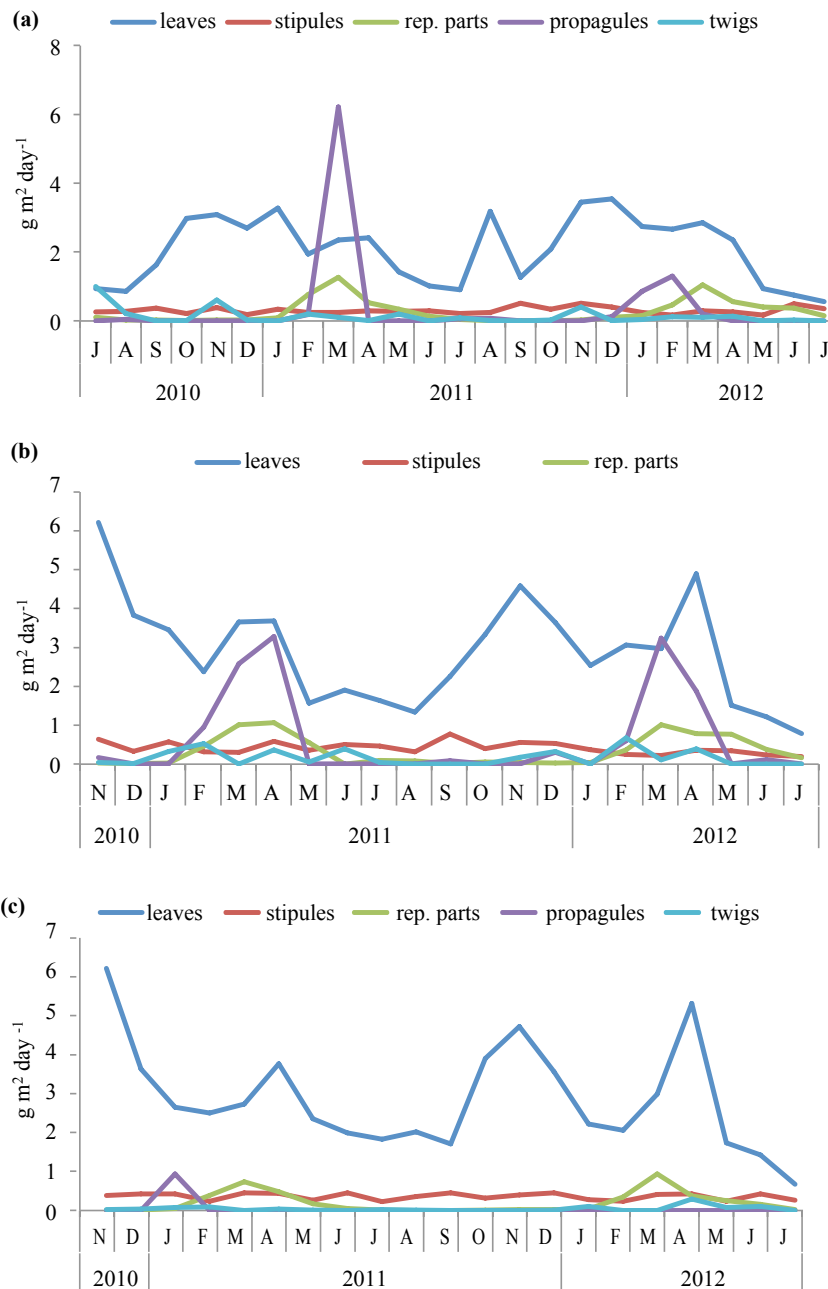 (a)
leaves stipules rep. parts propagules twigs
8
6
4
2
0
g m² day⁻¹
J A S O N D J F M A M J J A S O N D J F M A M J J
2010 2011 2012
(b)
leaves stipules rep. parts
7
6
5
4
3
2
1
0
g m² day⁻¹
N D J F M A M J J A S O N D J F M A M J J
2010 2011 2012
(c)
leaves stipules rep. parts propagules twigs
7
6
5
4
3
2
1
0
g m² day ⁻¹
N D J F M A M J J A S O N D J F M A M J J
2010 2011 2012